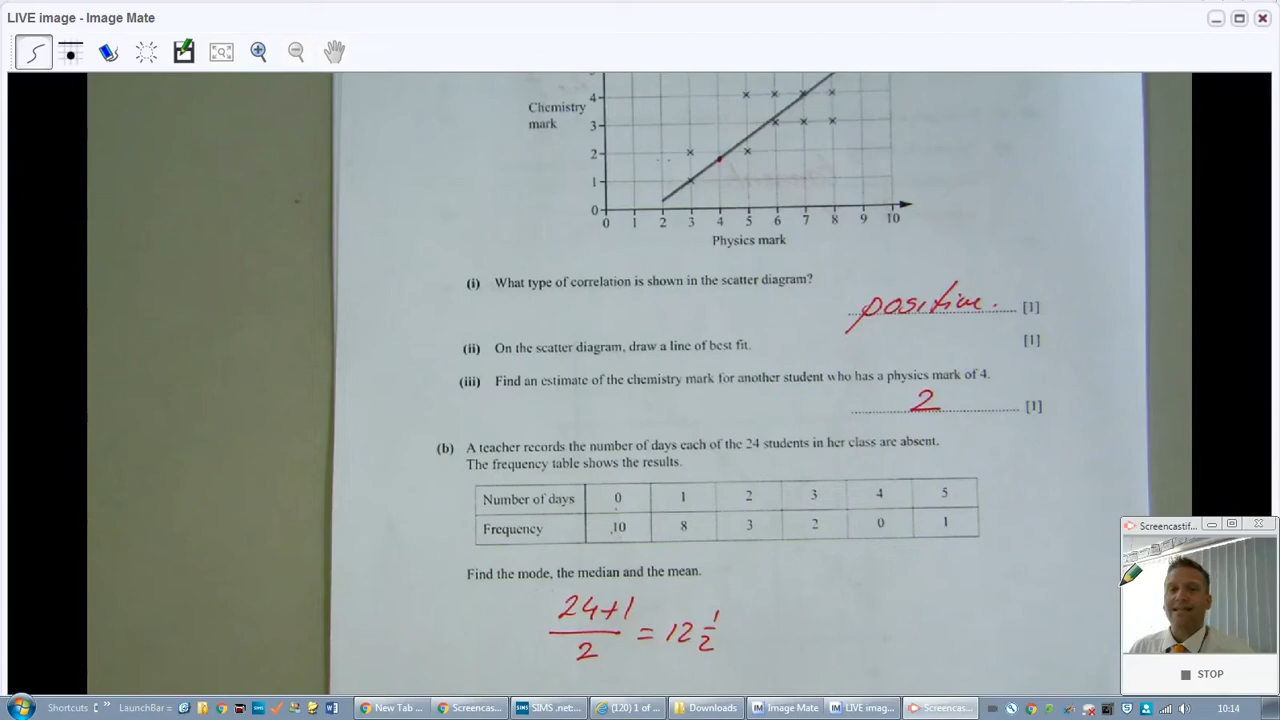 LIVE image - Image Mate
Chemistry
mark
4
3
2
1
0
0 1 2 3 4 5 6 7 8 9 10
Physics mark
(i) What type of correlation is shown in the scatter diagram?
positive. [1]
(ii) On the scatter diagram, draw a line of best fit. [1]
(iii) Find an estimate of the chemistry mark for another student who has a physics mark of 4.
2 [1]
(b) A teacher records the number of days each of the 24 students in her class are absent.
The frequency table shows the results.
Number of days 0 1 2 3 4 5
Frequency 10 8 3 2 0 1
Find the mode, the median and the mean.
24+1
2
= 12 1/2
Screencastif...
STOP
Shortcuts LaunchBar New Tab ... Screencas... SIMS .net:... (120) 1 of ... Downloads Image Mate LIVE imag... Screencas... 10:14